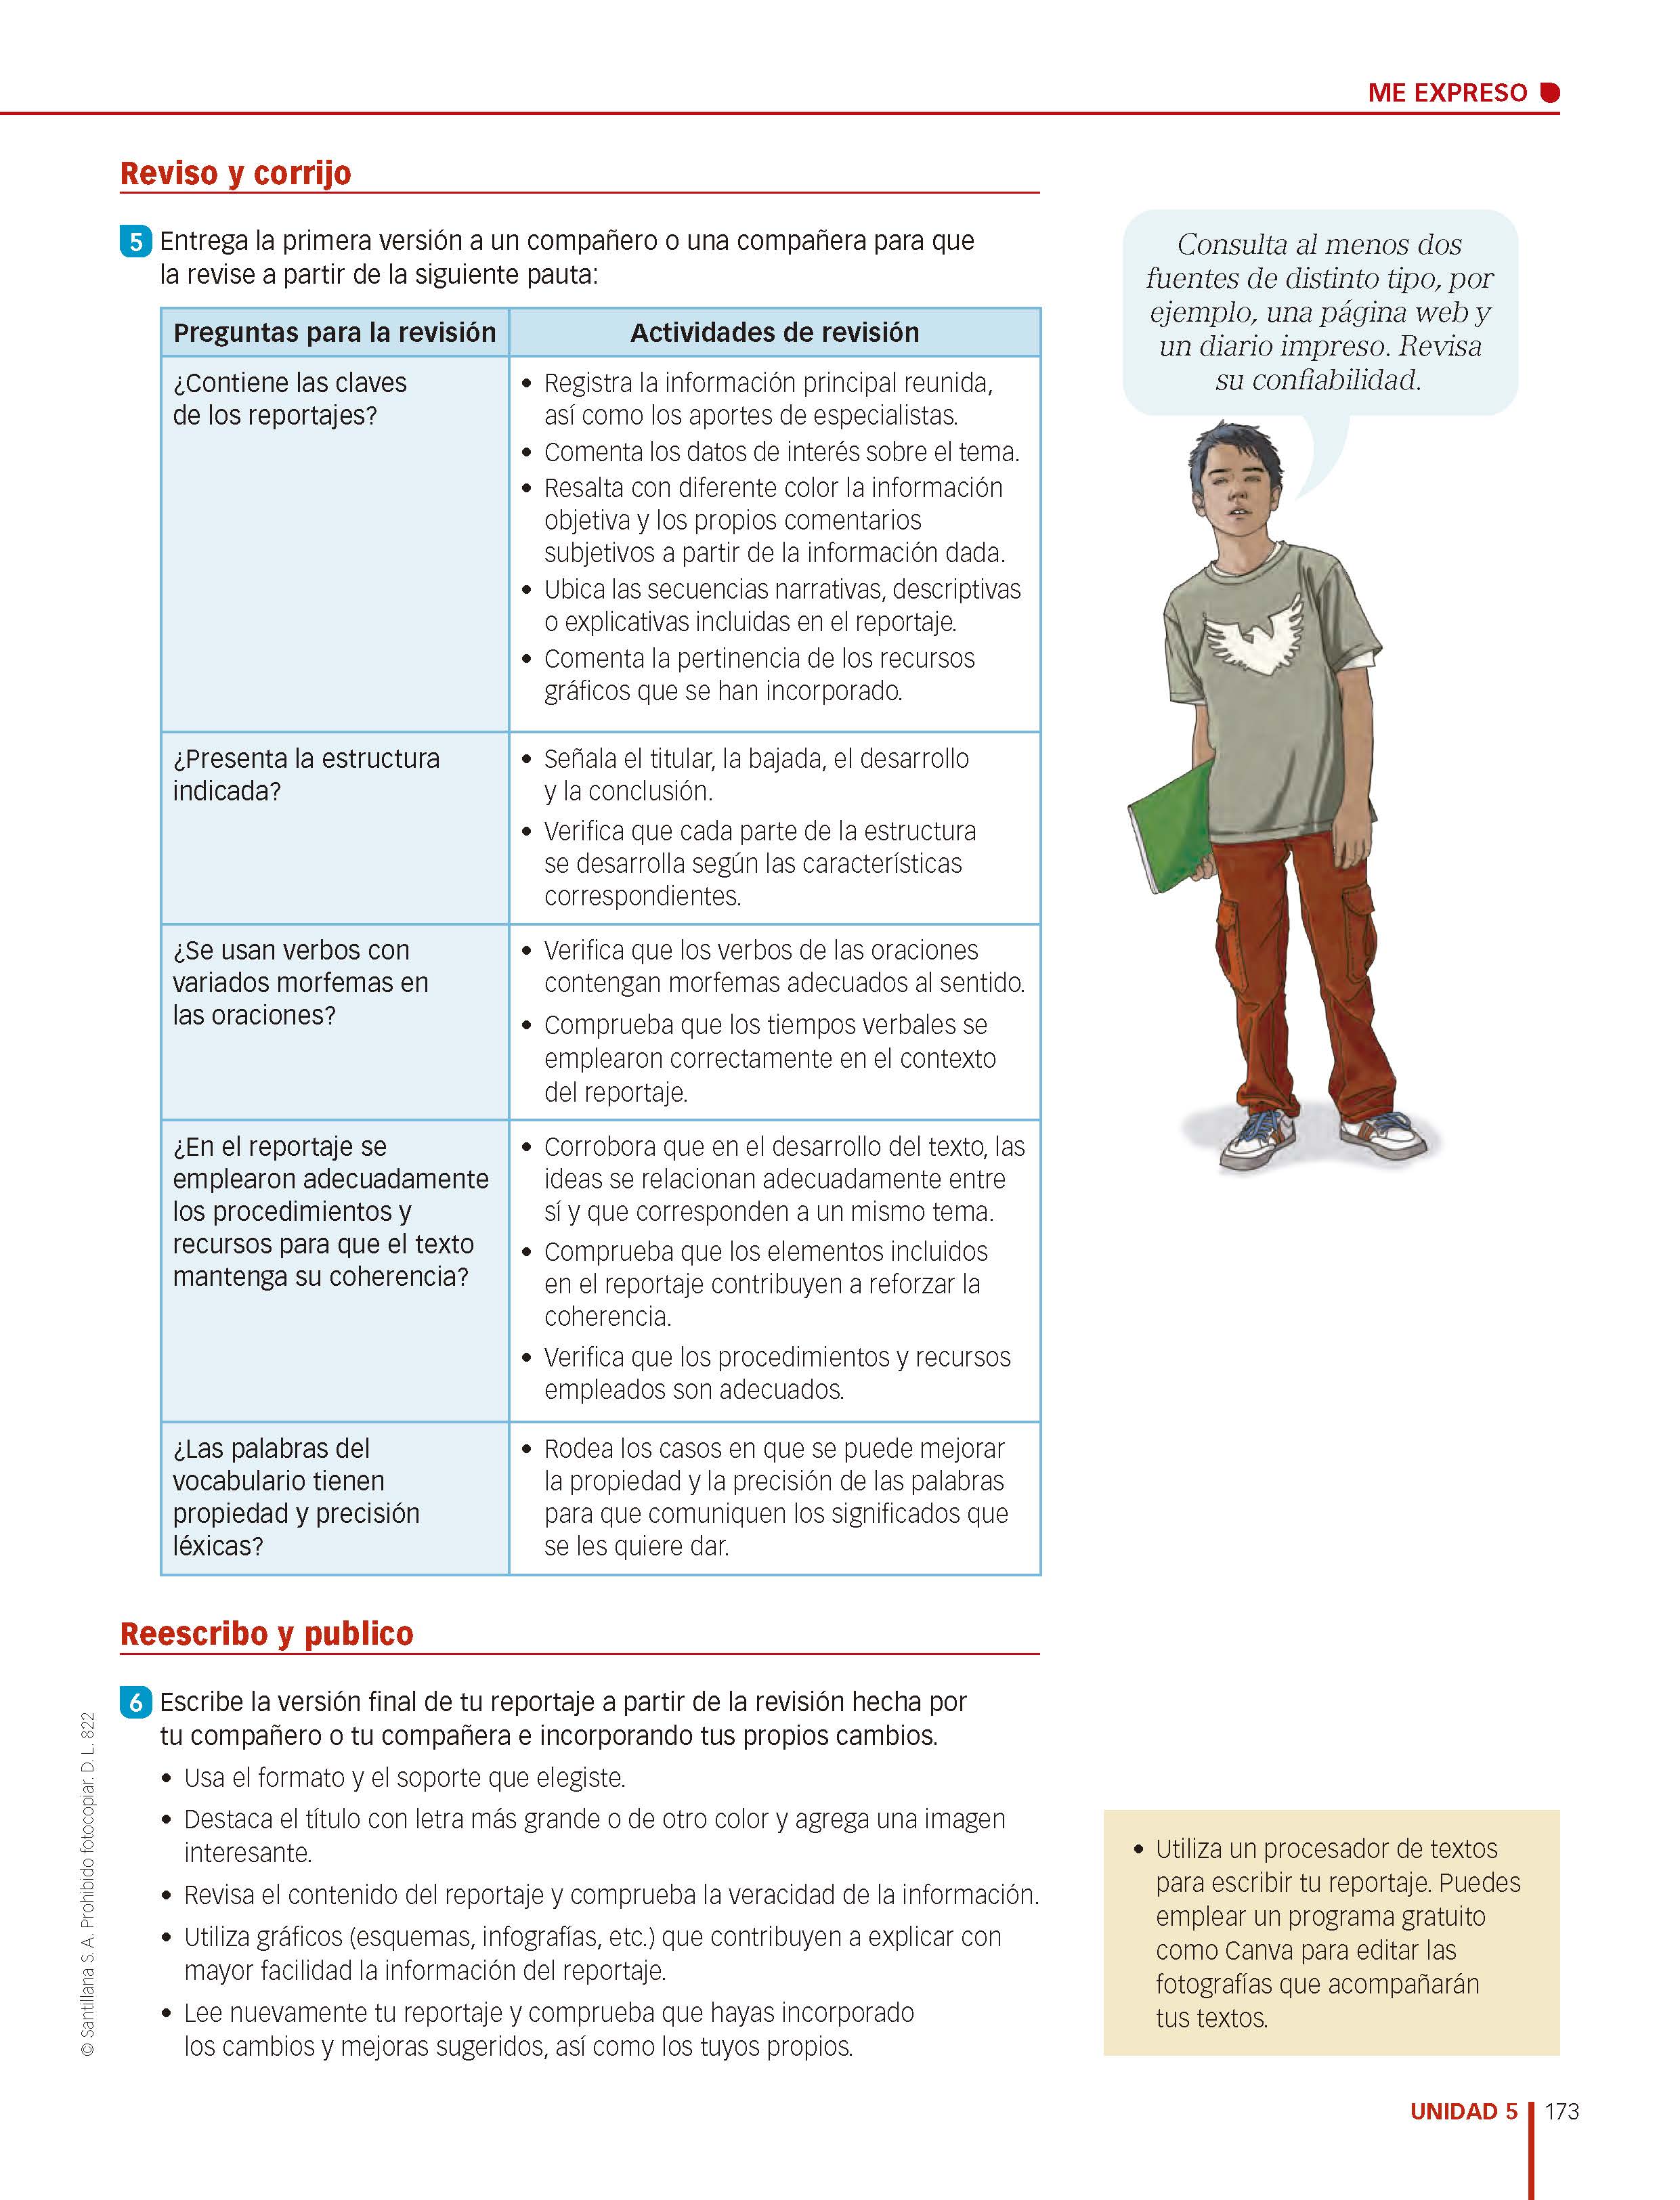 ME EXPRESO
Reviso y corrijo
5 Entrega la primera versión a un compañero o una compañera para que
la revise a partir de la siguiente pauta:
Preguntas para la revisión
Actividades de revisión
¿Contiene las claves
de los reportajes?
• Registra la información principal reunida,
así como los aportes de especialistas.
• Comenta los datos de interés sobre el tema.
• Resalta con diferente color la información
objetiva y los propios comentarios
subjetivos a partir de la información dada.
• Ubica las secuencias narrativas, descriptivas
o explicativas incluidas en el reportaje.
• Comenta la pertinencia de los recursos
gráficos que se han incorporado.
¿Presenta la estructura
indicada?
• Señala el titular, la bajada, el desarrollo
y la conclusión.
• Verifica que cada parte de la estructura
se desarrolla según las características
correspondientes.
¿Se usan verbos con
variados morfemas en
las oraciones?
• Verifica que los verbos de las oraciones
contengan morfemas adecuados al sentido.
• Comprueba que los tiempos verbales se
emplearon correctamente en el contexto
del reportaje.
¿En el reportaje se
emplearon adecuadamente
los procedimientos y
recursos para que el texto
mantenga su coherencia?
• Corrobora que en el desarrollo del texto, las
ideas se relacionan adecuadamente entre
sí y que corresponden a un mismo tema.
• Comprueba que los elementos incluidos
en el reportaje contribuyen a reforzar la
coherencia.
• Verifica que los procedimientos y recursos
empleados son adecuados.
¿Las palabras del
vocabulario tienen
propiedad y precisión
léxicas?
• Rodea los casos en que se puede mejorar
la propiedad y la precisión de las palabras
para que comuniquen los significados que
se les quiere dar.
Consulta al menos dos
fuentes de distinto tipo, por
ejemplo, una página web y
un diario impreso. Revisa
su confiabilidad.
Reescribo y publico
6 Escribe la versión final de tu reportaje a partir de la revisión hecha por
tu compañero o tu compañera e incorporando tus propios cambios.
• Usa el formato y el soporte que elegiste.
• Destaca el título con letra más grande o de otro color y agrega una imagen
interesante.
• Revisa el contenido del reportaje y comprueba la veracidad de la información.
• Utiliza gráficos (esquemas, infografías, etc.) que contribuyen a explicar con
mayor facilidad la información del reportaje.
• Lee nuevamente tu reportaje y comprueba que hayas incorporado
los cambios y mejoras sugeridos, así como los tuyos propios.
• Utiliza un procesador de textos
para escribir tu reportaje. Puedes
emplear un programa gratuito
como Canva para editar las
fotografías que acompañarán
tus textos.
© Santillana S. A. Prohibido fotocopiar. D. L. 822
UNIDAD 5 173